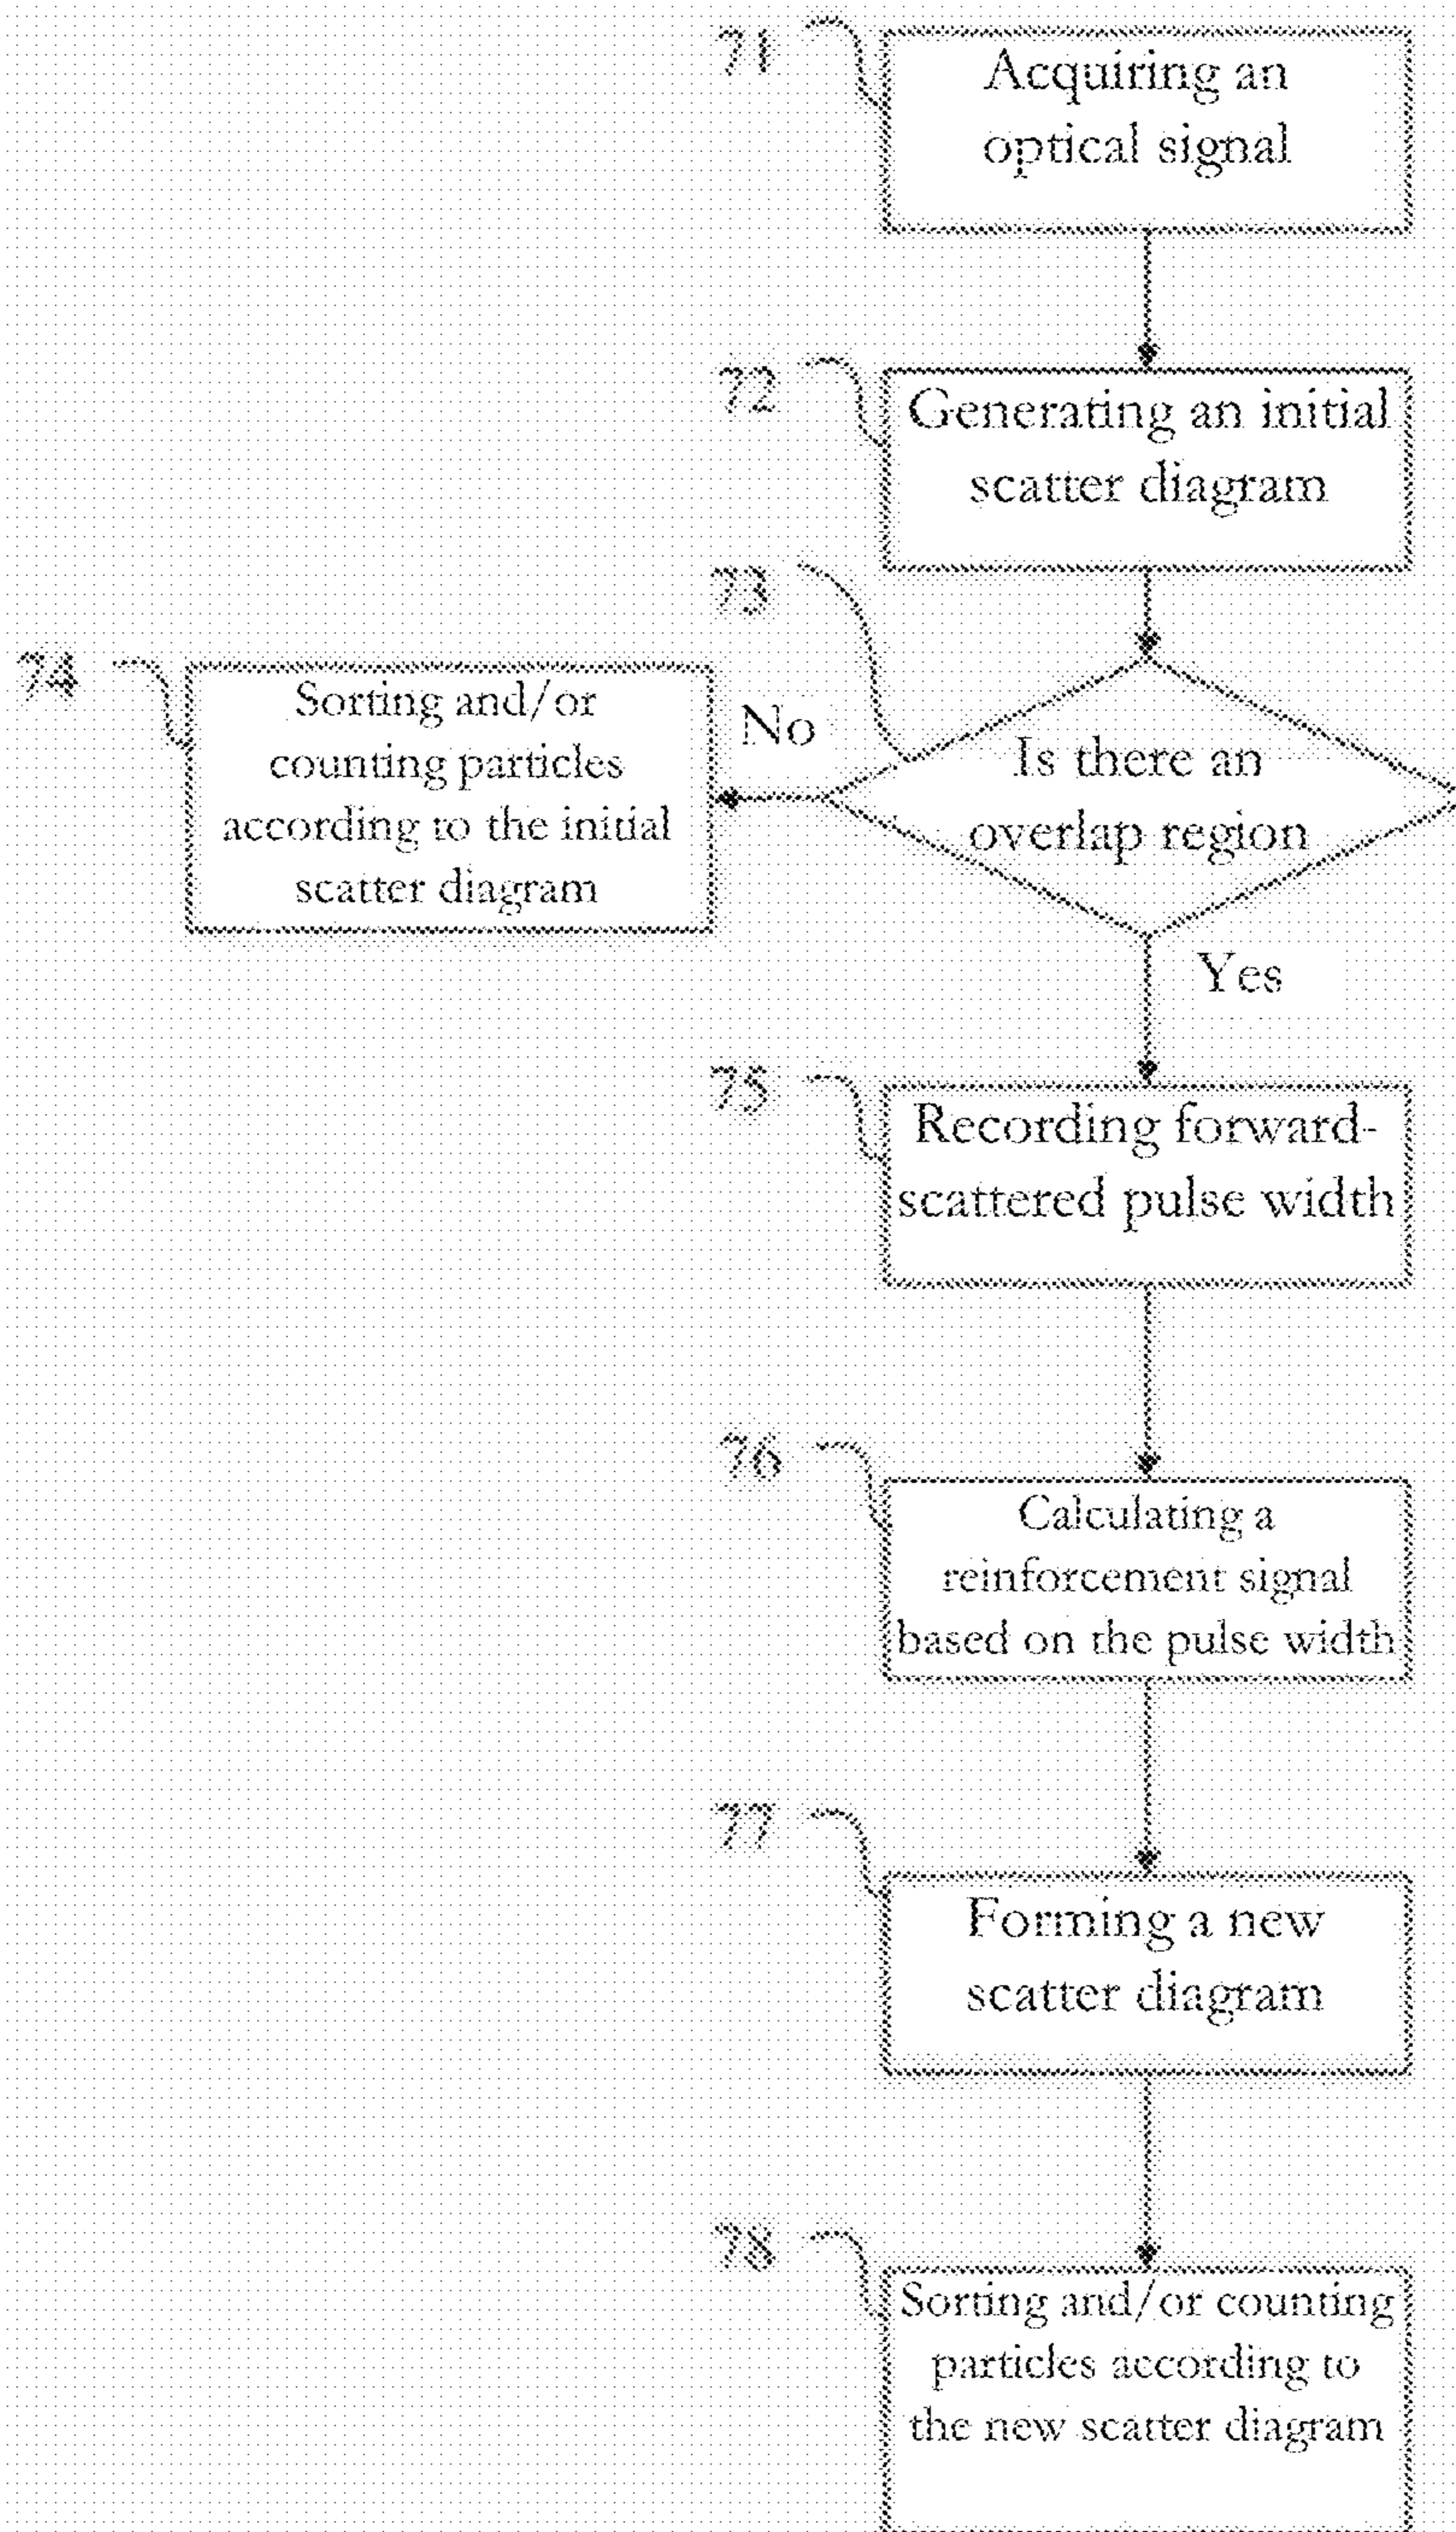 71
Acquiring an
optical signal
72
Generating an initial
scatter diagram
73
Is there an
overlap region
No
74
Sorting and/or
counting particles
according to the initial
scatter diagram
Yes
75
Recording forward-
scattered pulse width
76
Calculating a
reinforcement signal
based on the pulse width
77
Forming a new
scatter diagram
78
Sorting and/or counting
particles according to
the new scatter diagram